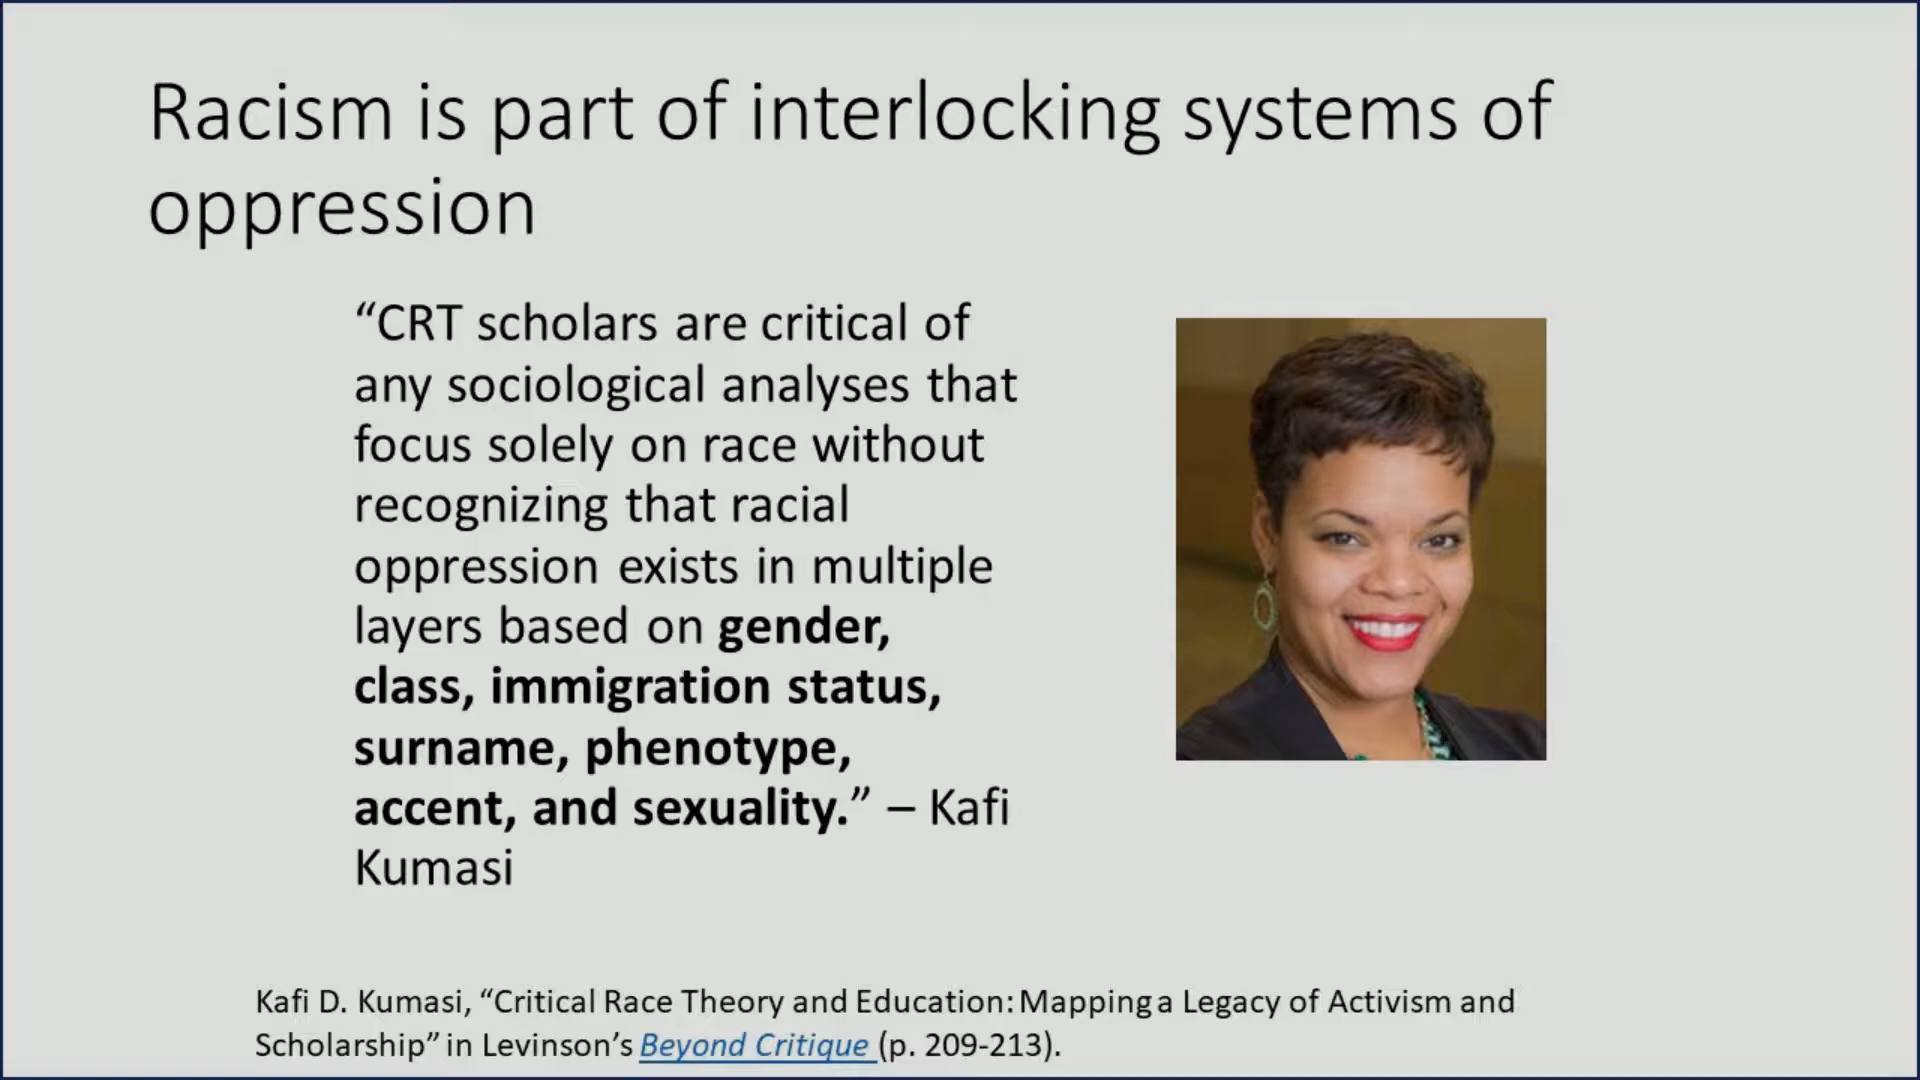 Racism is part of interlocking systems of
oppression
“CRT scholars are critical of
any sociological analyses that
focus solely on race without
recognizing that racial
oppression exists in multiple
layers based on gender,
class, immigration status,
surname, phenotype,
accent, and sexuality.” – Kafi
Kumasi
Kafi D. Kumasi, “Critical Race Theory and Education: Mapping a Legacy of Activism and
Scholarship” in Levinson’s Beyond Critique (p. 209-213).